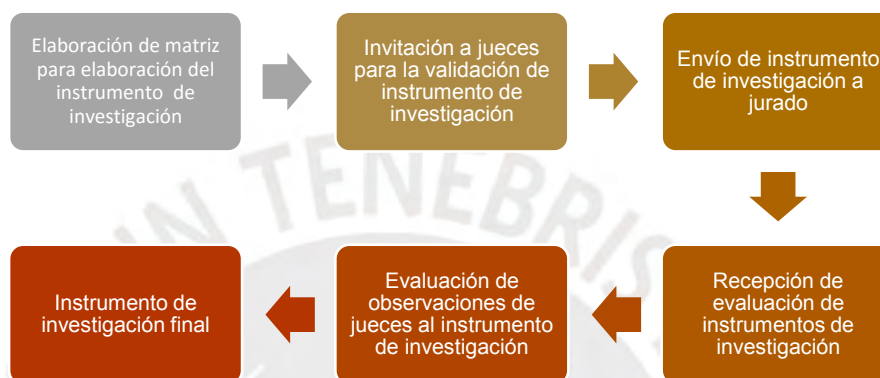 Elaboración de matriz
para elaboración del
instrumento de
investigación
Invitación a jueces
para la validación de
instrumento de
investigación
Envío de instrumento
de investigación a
jurado
IN TENEBRIS
Recepción de
evaluación de
instrumentos de
investigación
Evaluación de
observaciones de
jueces al instrumento
de investigación
Instrumento de
investigación final